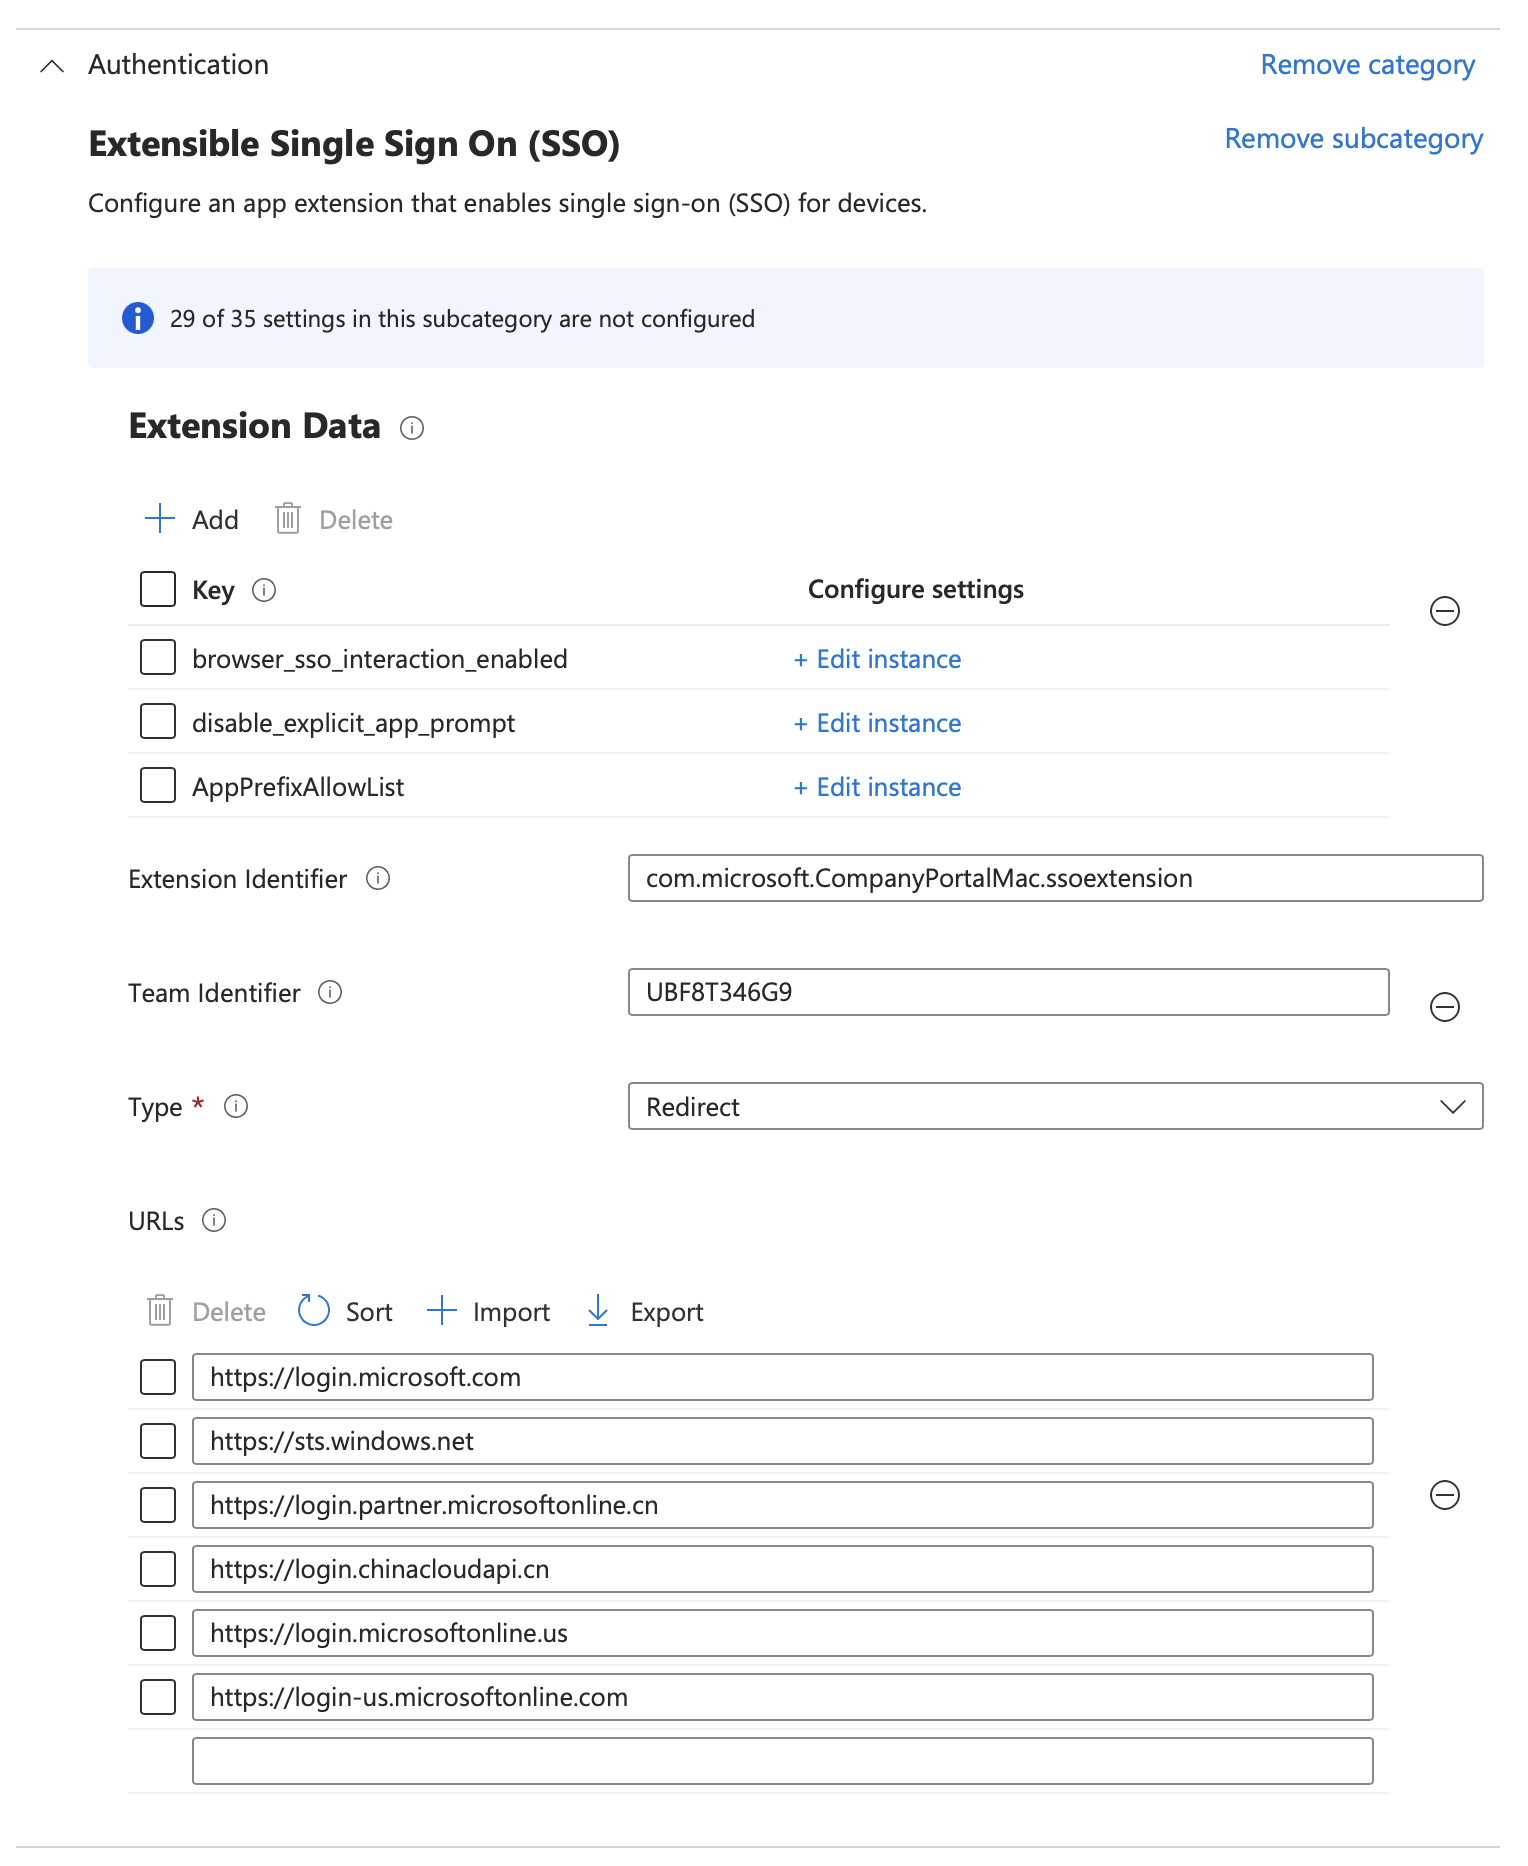 Authentication
Remove category
Extensible Single Sign On (SSO)
Remove subcategory
Configure an app extension that enables single sign-on (SSO) for devices.
29 of 35 settings in this subcategory are not configured
Extension Data
Add Delete
Key Configure settings
browser_sso_interaction_enabled + Edit instance
disable_explicit_app_prompt + Edit instance
AppPrefixAllowList + Edit instance
Extension Identifier com.microsoft.CompanyPortalMac.ssoextension
Team Identifier UBF8T346G9
Type * Redirect
URLs
Delete Sort Import Export
https://login.microsoft.com
https://sts.windows.net
https://login.partner.microsoftonline.cn
https://login.chinacloudapi.cn
https://login.microsoftonline.us
https://login-us.microsoftonline.com